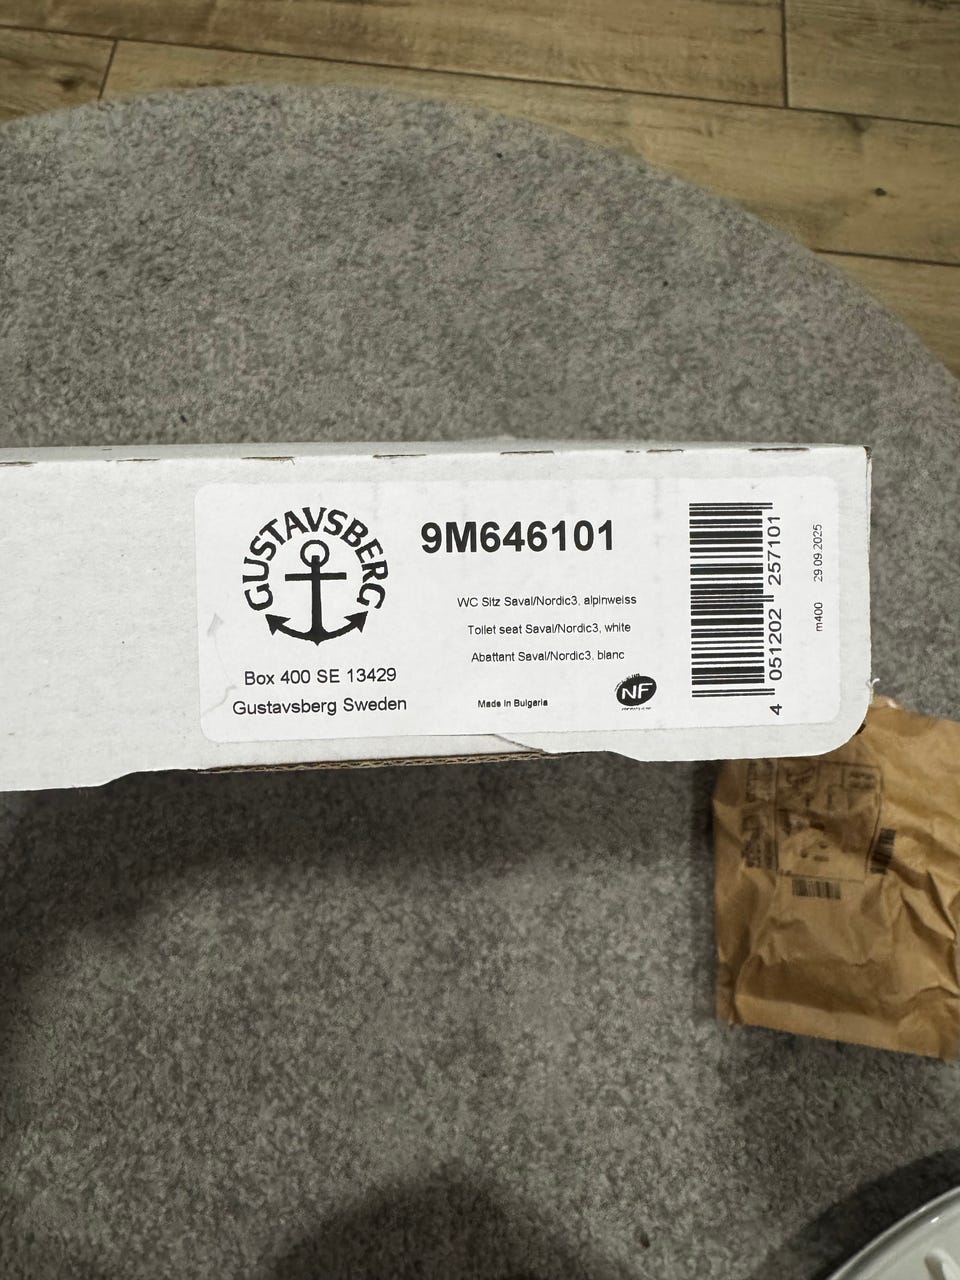 GUSTAVSBERG
Box 400 SE 13429
Gustavsberg Sweden
9M646101
WC Sitz Saval/Nordic3, alpinweiss
Toilet seat Saval/Nordic3, white
Abattant Saval/Nordic3, blanc
Made in Bulgaria
NF
4 051202 257101
m400 29.09.2025